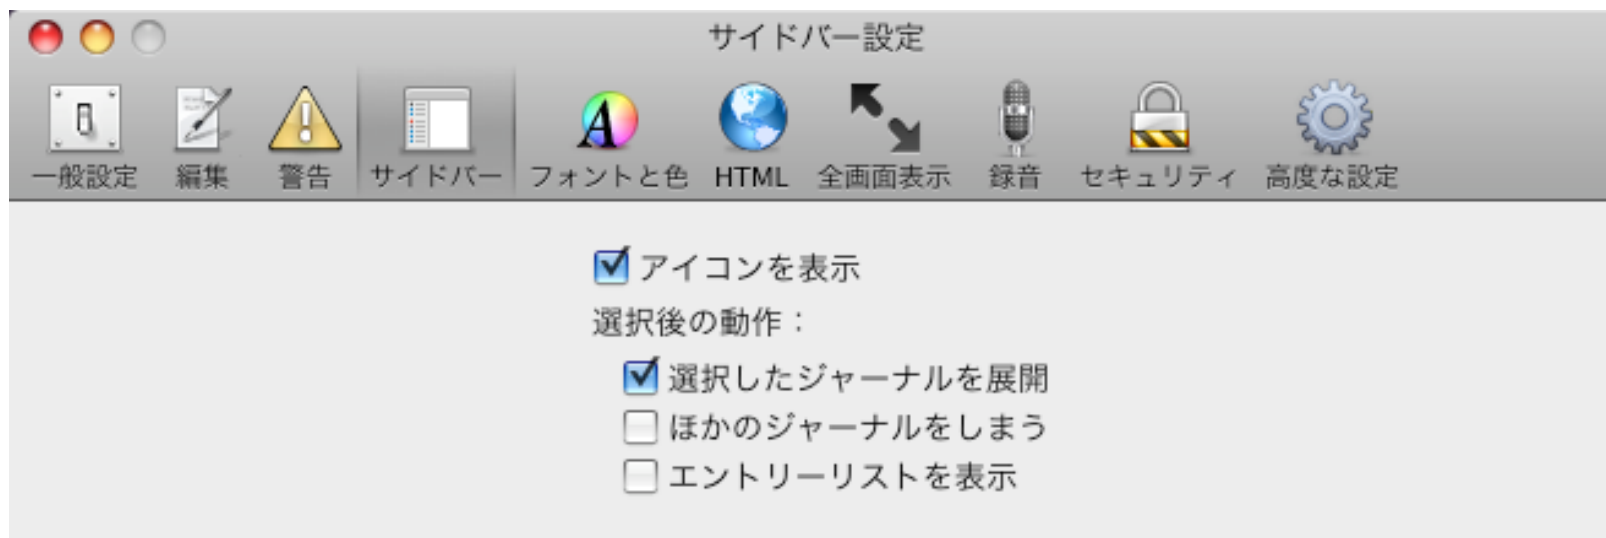 サイドバー設定
一般設定 編集 警告 サイドバー フォントと色 HTML 全画面表示 録音 セキュリティ 高度な設定
アイコンを表示
選択後の動作：
選択したジャーナルを展開
ほかのジャーナルをしまう
エントリーリストを表示